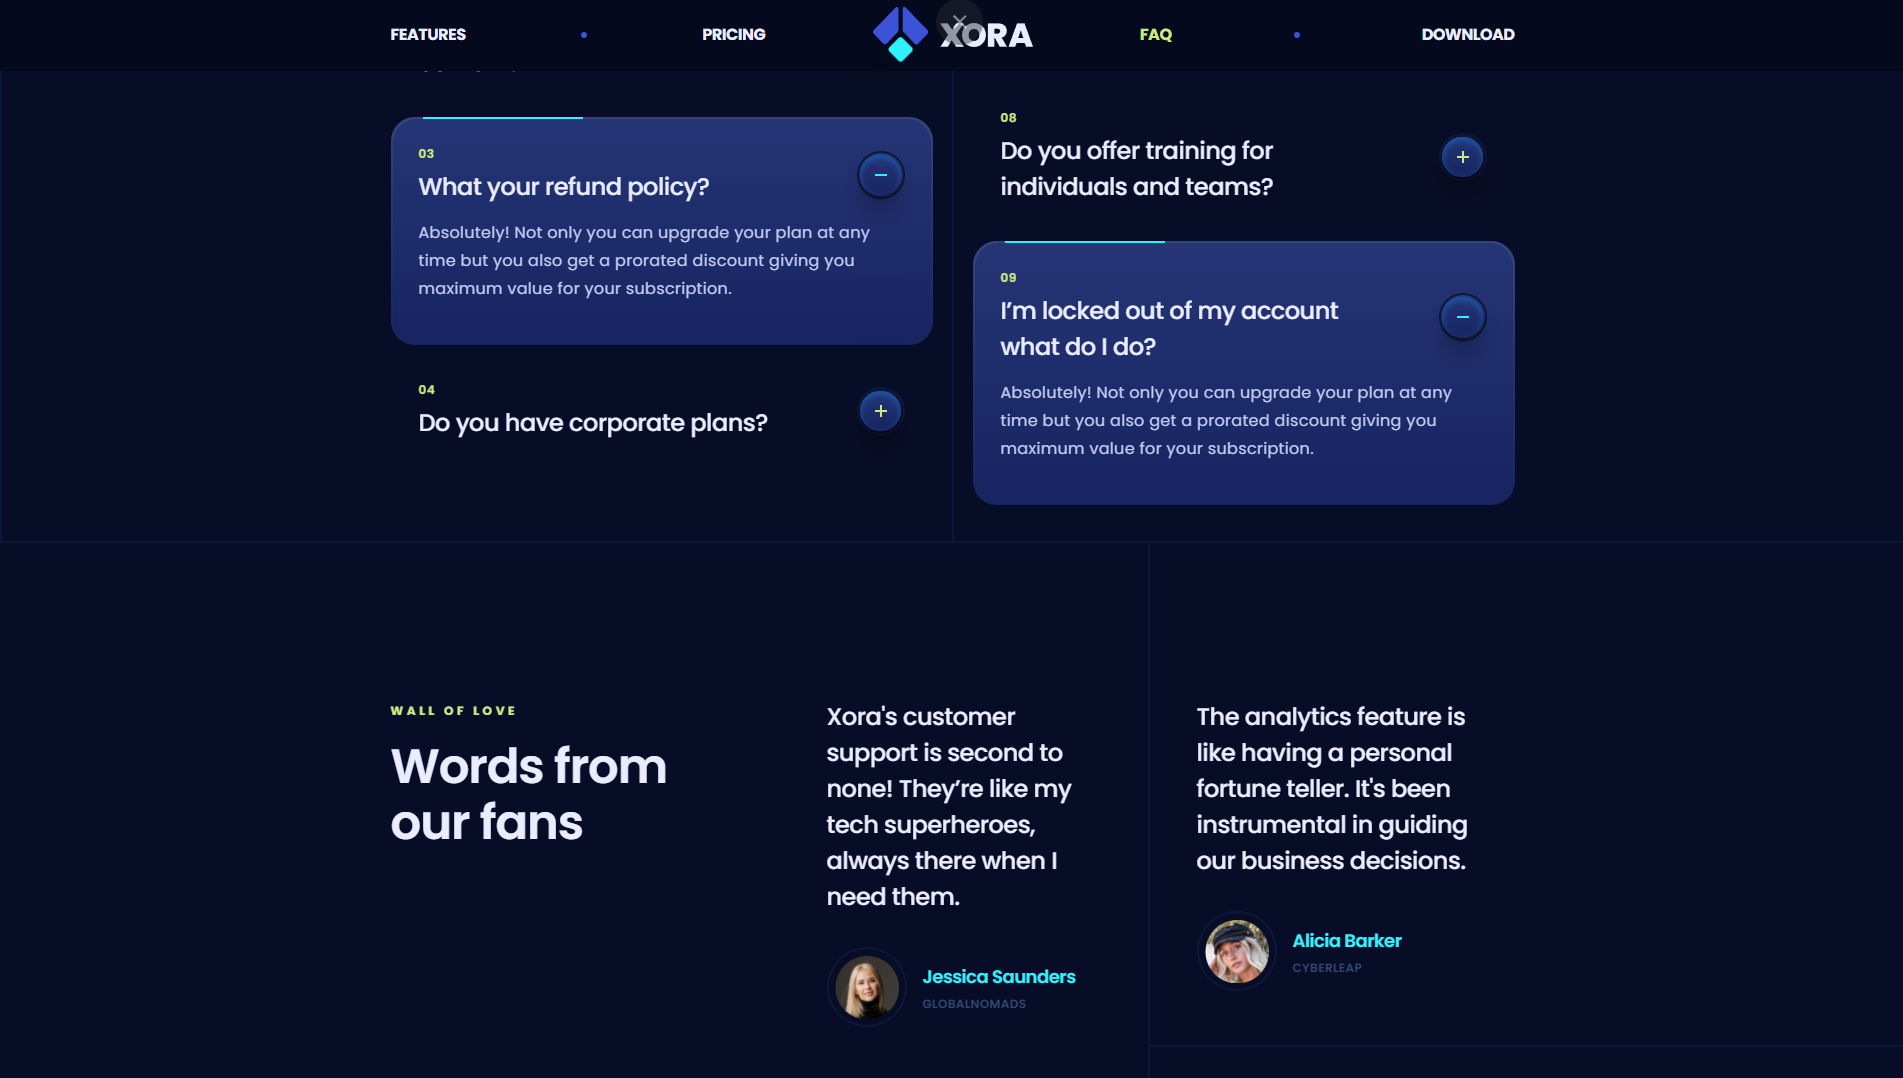 FEATURES
PRICING
XORA
FAQ
DOWNLOAD
03
What your refund policy?
Absolutely! Not only you can upgrade your plan at any
time but you also get a prorated discount giving you
maximum value for your subscription.
04
Do you have corporate plans?
08
Do you offer training for
individuals and teams?
09
I’m locked out of my account
what do I do?
Absolutely! Not only you can upgrade your plan at any
time but you also get a prorated discount giving you
maximum value for your subscription.
WALL OF LOVE
Words from
our fans
Xora's customer
support is second to
none! They’re like my
tech superheroes,
always there when I
need them.
Jessica Saunders
GLOBALNOMADS
The analytics feature is
like having a personal
fortune teller. It's been
instrumental in guiding
our business decisions.
Alicia Barker
CYBERLEAP